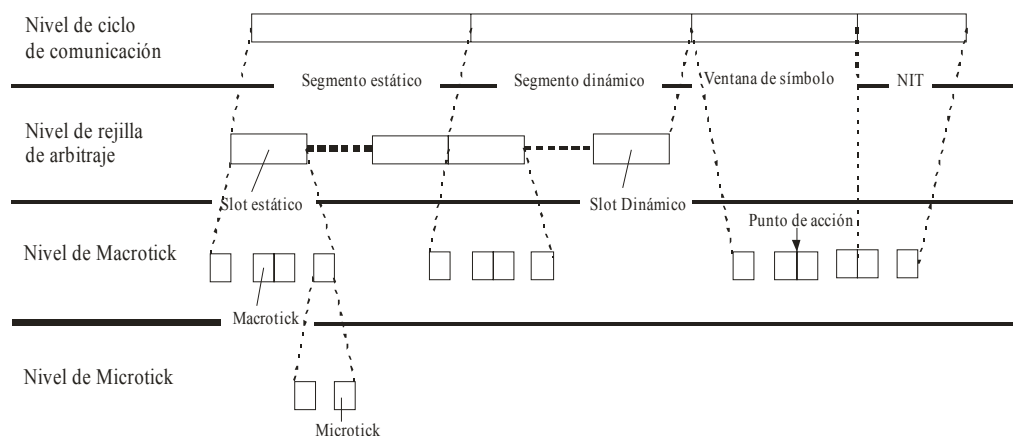 Nivel de ciclo
de comunicación
Segmento estático
Segmento dinámico
Ventana de símbolo
NIT
Nivel de rejilla
de arbitraje
Slot estático
Slot Dinámico
Punto de acción
Nivel de Macrotick
Macrotick
Nivel de Microtick
Microtick